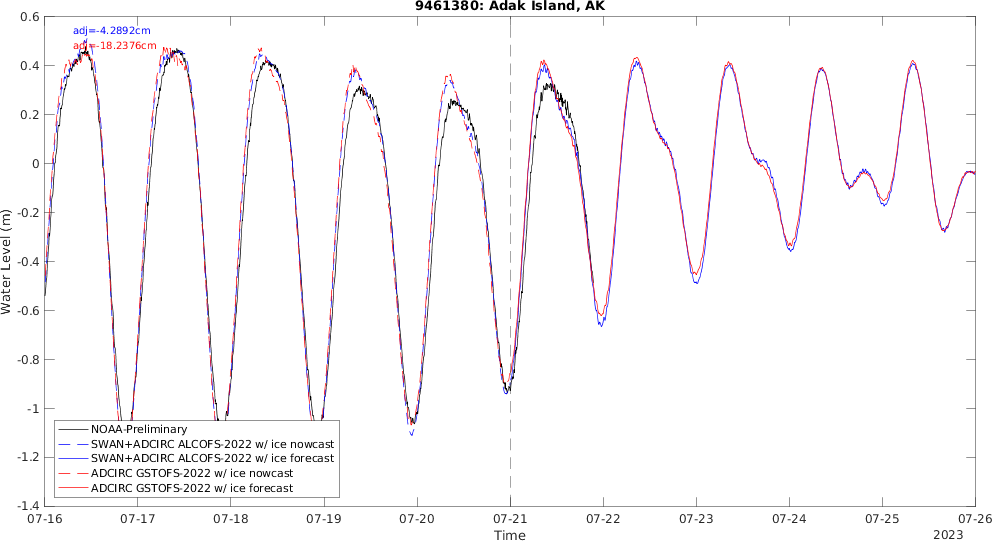 9461380: Adak Island, AK
adj=-4.2892cm
adj=-18.2376cm
Water Level (m)
0.6
0.4
0.2
0
-0.2
-0.4
-0.6
-0.8
-1
-1.2
-1.4
NOAA-Preliminary
SWAN+ADCIRC ALCOFS-2022 w/ ice nowcast
SWAN+ADCIRC ALCOFS-2022 w/ ice forecast
ADCIRC GSTOFS-2022 w/ ice nowcast
ADCIRC GSTOFS-2022 w/ ice forecast
07-16 07-17 07-18 07-19 07-20 07-21 07-22 07-23 07-24 07-25 07-26
Time
2023